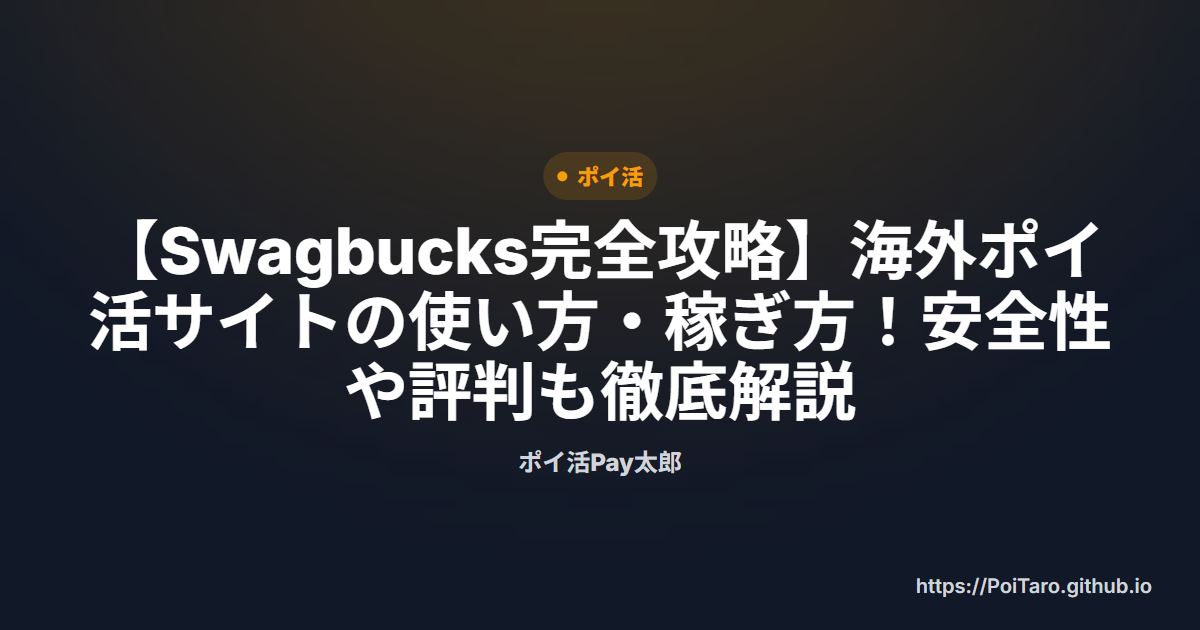 ポイ活
【Swagbucks完全攻略】海外ポイ
活サイトの使い方・稼ぎ方！安全性
や評判も徹底解説
ポイ活Pay太郎
https://PoiTaro.github.io